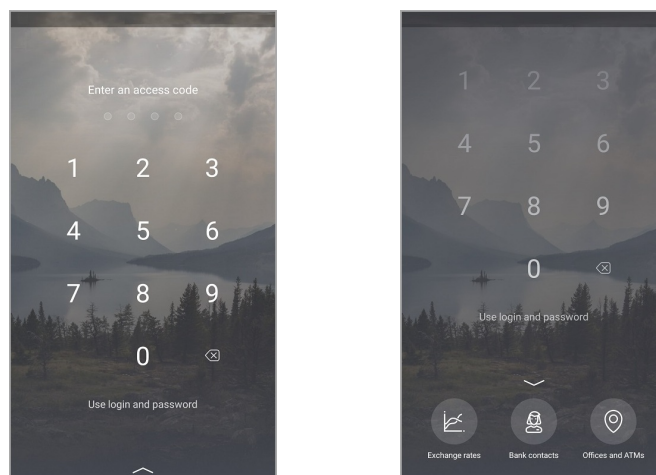 Enter an access code
1 2 3
4 5 6
7 8 9
0
Use login and password
1 2 3
4 5 6
7 8 9
0
Use login and password
Exchange rates Bank contacts Offices and ATMs